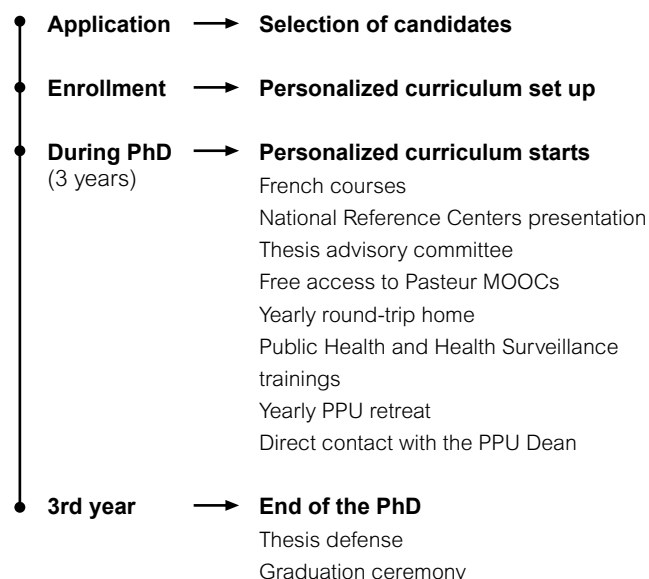 Application Selection of candidates
Enrollment Personalized curriculum set up
During PhD Personalized curriculum starts
(3 years)
French courses
National Reference Centers presentation
Thesis advisory committee
Free access to Pasteur MOOCs
Yearly round-trip home
Public Health and Health Surveillance
trainings
Yearly PPU retreat
Direct contact with the PPU Dean
3rd year End of the PhD
Thesis defense
Graduation ceremony